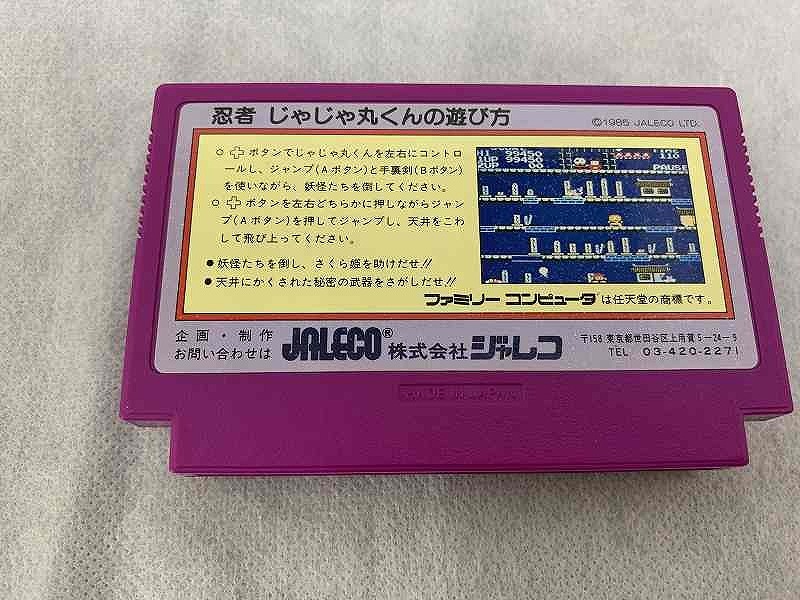 忍者 じゃじゃ丸くんの遊び方
©1985 JALECO LTD.
○ ✚ボタンでじゃじゃ丸くんを左右にコントロ
ールし、ジャンプ(Aボタン)と手裏剣(Bボタン)
を使いながら、妖怪たちを倒してください。
○ ✚ボタンを左右どちらかに押しながらジャン
プ(Aボタン)を押してジャンプし、天井をこわ
して飛び上ってください。
●妖怪たちを倒し、さくら姫を助けだせ!!
●天井にかくされた秘密の武器をさがしだせ!!
HI 99450
1UP 99450
2UP 00
110
PAUSE
ファミリー コンピュータは任天堂の商標です。
企画・制作
お問い合わせは
JALECO® 株式会社 ジャレコ
〒158 東京都世田谷区上用賀5-24-9
TEL 03-420-2271
MADE IN JAPAN